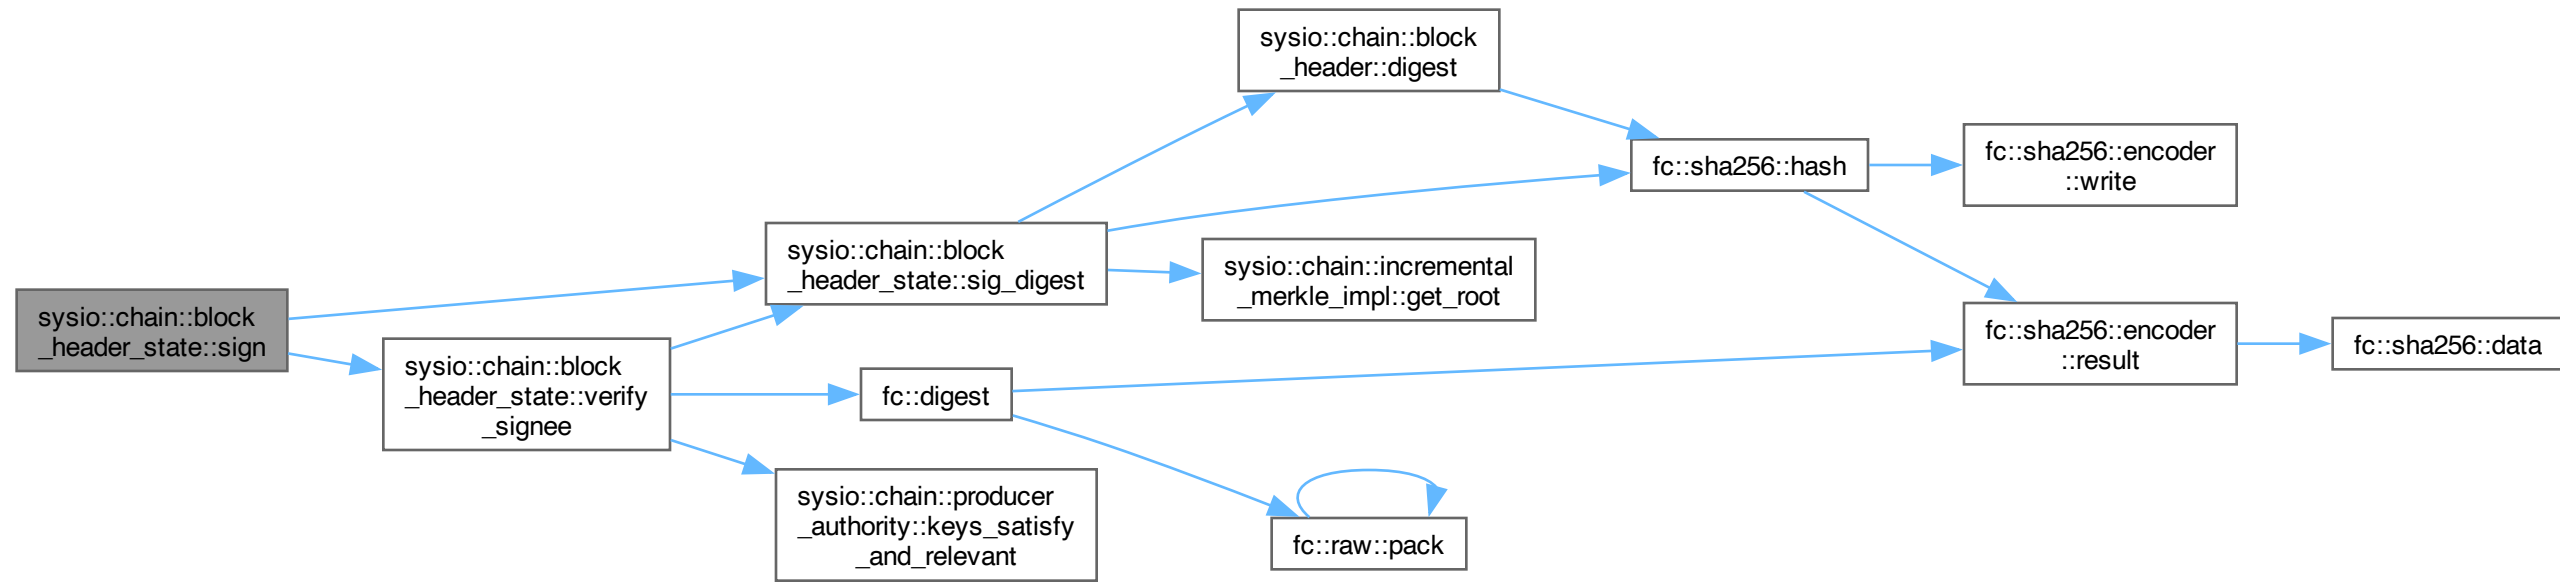 sysio::chain::block
_header_state::sign
sysio::chain::block
_header_state::sig_digest
sysio::chain::block
_header::digest
fc::sha256::hash
fc::sha256::encoder
::write
fc::sha256::encoder
::result
fc::sha256::data
sysio::chain::incremental
_merkle_impl::get_root
sysio::chain::block
_header_state::verify
_signee
fc::digest
fc::raw::pack
sysio::chain::producer
_authority::keys_satisfy
_and_relevant